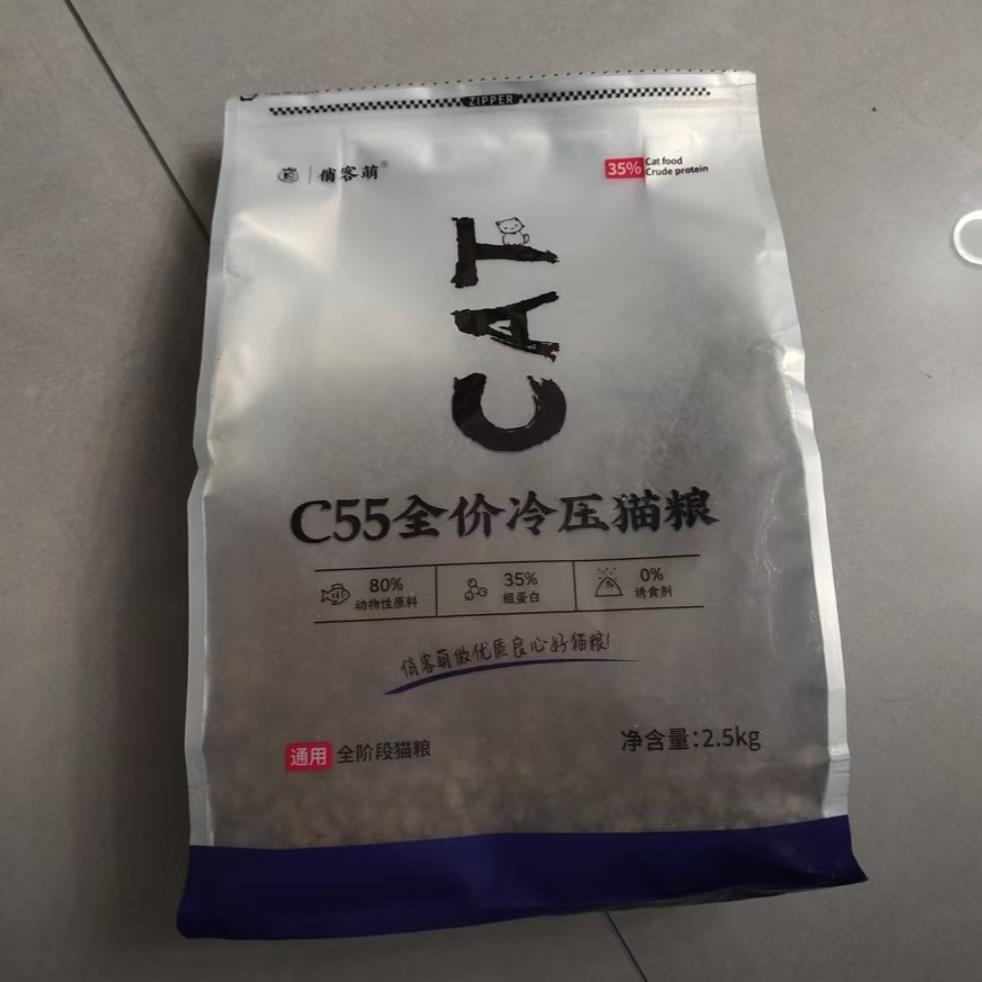 ZIPPER
俏客萌®
35% Cat food
Crude protein
CAT
C55全价冷压猫粮
80%
动物性原料
35%
粗蛋白
0%
诱食剂
俏客萌做优质良心好猫粮!
通用 全阶段猫粮
净含量:2.5kg